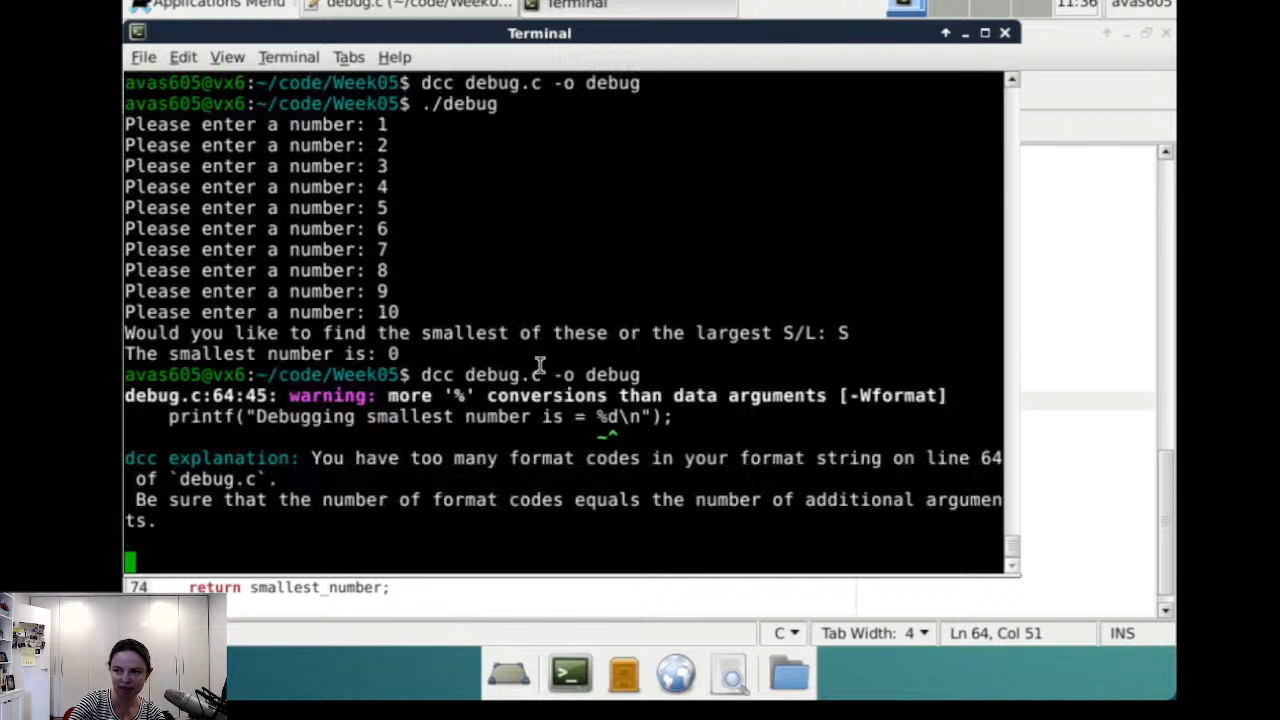 Applications Menu debug.c (~/code/Week0... Terminal 11:36 avas605
Terminal
File Edit View Terminal Tabs Help
avas605@vx6:~/code/Week05$ dcc debug.c -o debug
avas605@vx6:~/code/Week05$ ./debug
Please enter a number: 1
Please enter a number: 2
Please enter a number: 3
Please enter a number: 4
Please enter a number: 5
Please enter a number: 6
Please enter a number: 7
Please enter a number: 8
Please enter a number: 9
Please enter a number: 10
Would you like to find the smallest of these or the largest S/L: S
The smallest number is: 0
avas605@vx6:~/code/Week05$ dcc debug.c -o debug
debug.c:64:45: warning: more '%' conversions than data arguments [-Wformat]
printf("Debugging smallest number is = %d\n");
~^
dcc explanation: You have too many format codes in your format string on line 64
of `debug.c`.
Be sure that the number of format codes equals the number of additional argumen
ts.
74 return smallest_number;
C Tab Width: 4 Ln 64, Col 51 INS